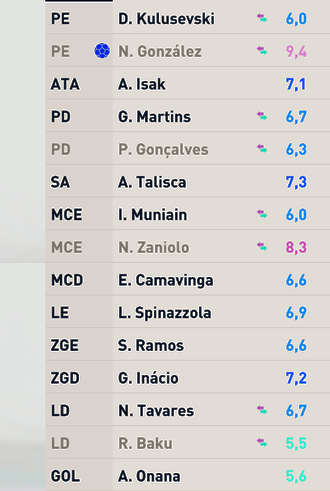 PE D. Kulusevski 6,0
PE N. González 9,4
ATA A. Isak 7,1
PD G. Martins 6,7
PD P. Gonçalves 6,3
SA A. Talisca 7,3
MCE I. Muniain 6,0
MCE N. Zaniolo 8,3
MCD E. Camavinga 6,6
LE L. Spinazzola 6,9
ZGE S. Ramos 6,6
ZGD G. Inácio 7,2
LD N. Tavares 6,7
LD R. Baku 5,5
GOL A. Onana 5,6